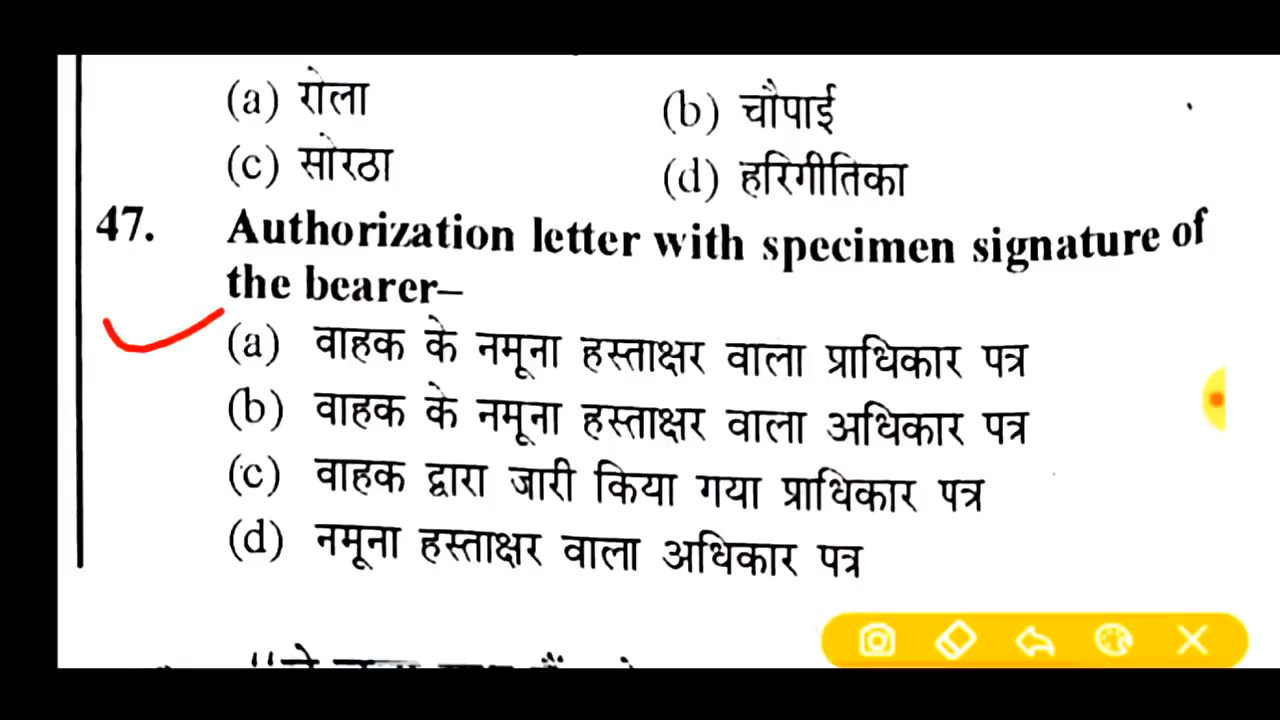 (a) रोला (b) चौपाई
(c) सोरठा (d) हरिगीतिका
47. Authorization letter with specimen signature of
the bearer–
(a) वाहक के नमूना हस्ताक्षर वाला प्राधिकार पत्र
(b) वाहक के नमूना हस्ताक्षर वाला अधिकार पत्र
(c) वाहक द्वारा जारी किया गया प्राधिकार पत्र
(d) नमूना हस्ताक्षर वाला अधिकार पत्र